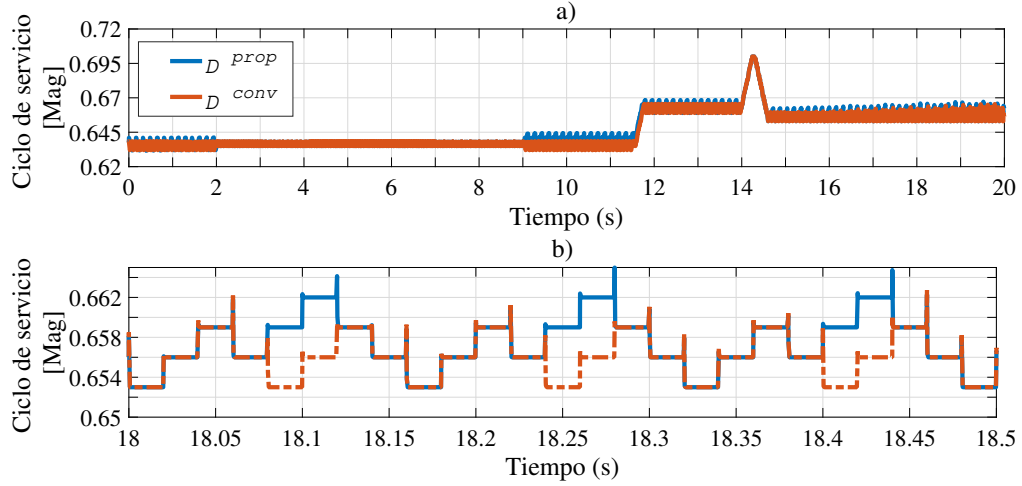 a)
Ciclo de servicio
[Mag]
0.72
0.695
0.67
0.645
0.62
D prop
D conv
0 2 4 6 8 10 12 14 16 18 20
Tiempo (s)
b)
Ciclo de servicio
[Mag]
0.662
0.658
0.654
0.65
18 18.05 18.1 18.15 18.2 18.25 18.3 18.35 18.4 18.45 18.5
Tiempo (s)